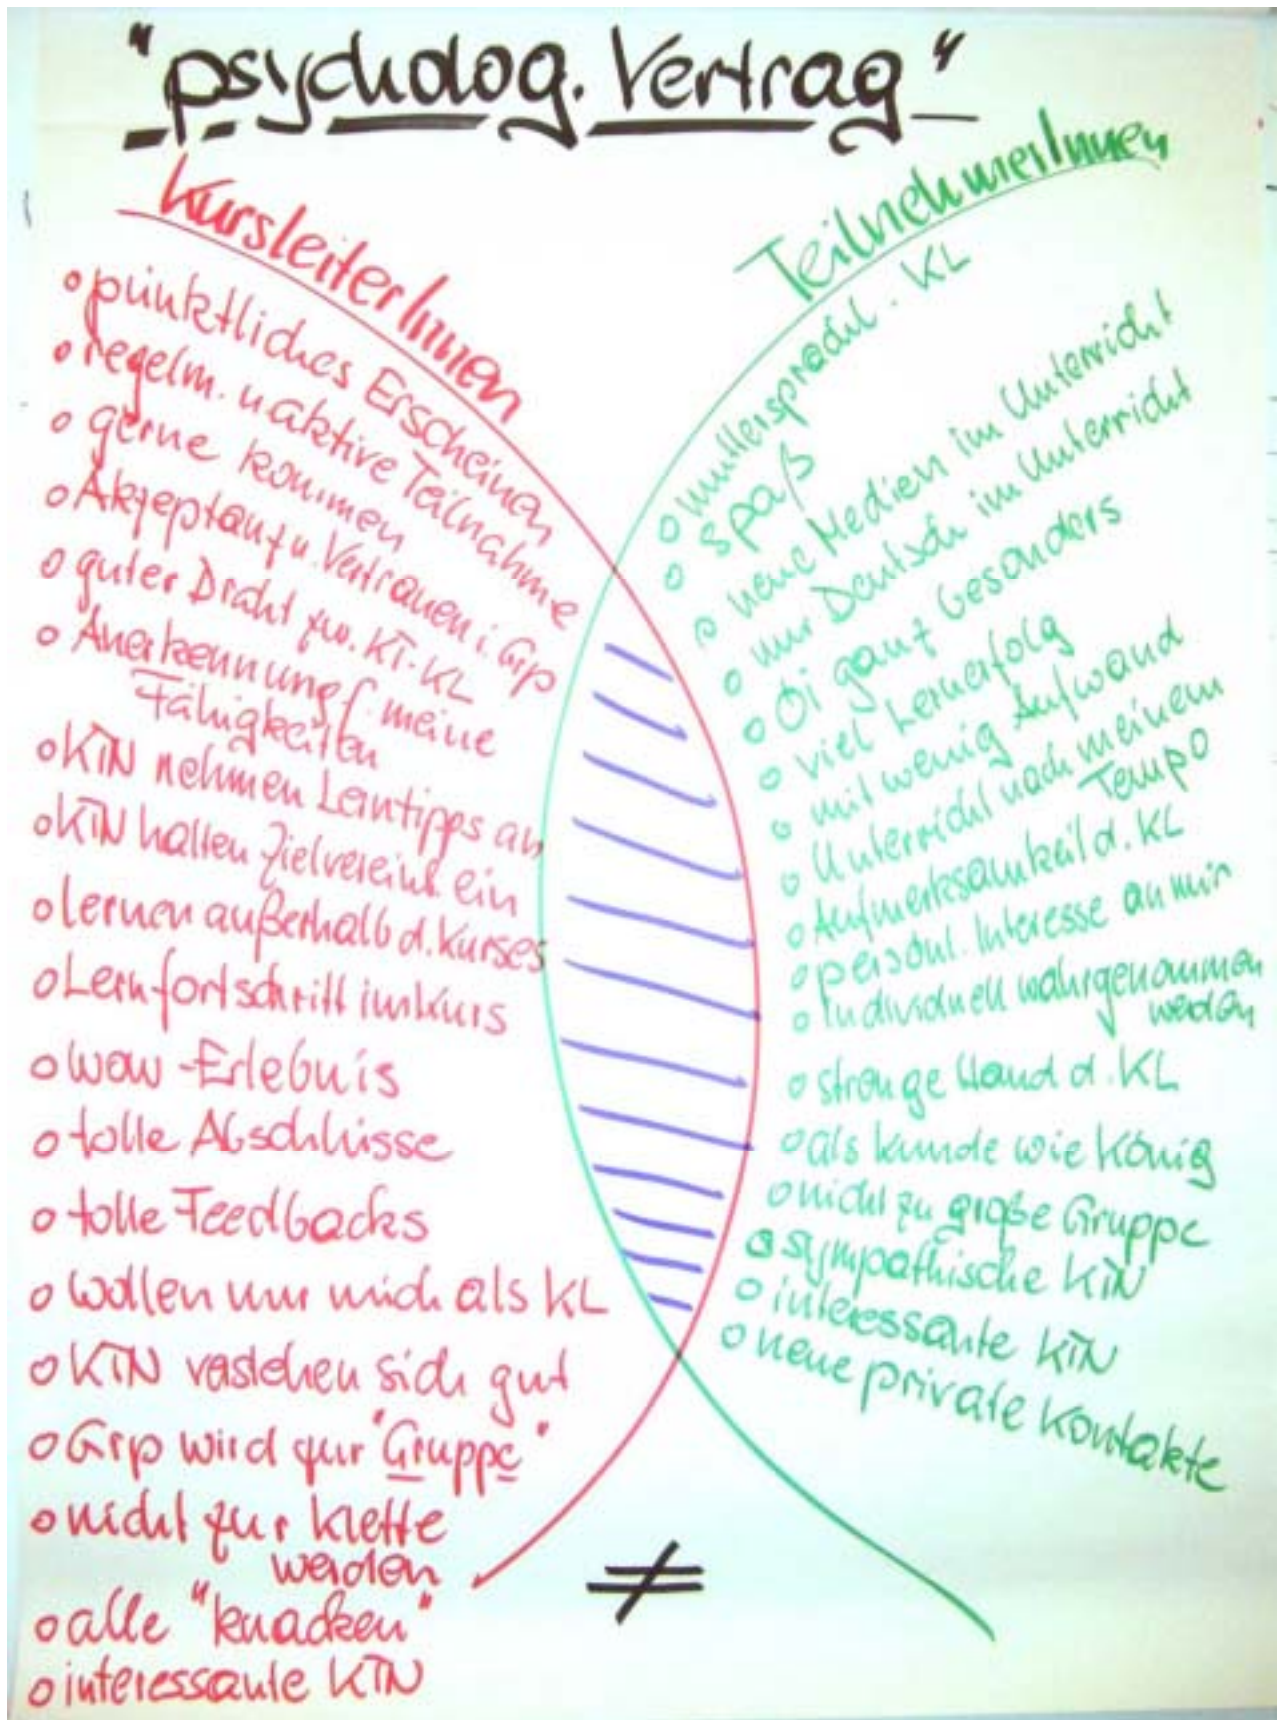 "psycholog. Vertrag"
KursleiterInnen
o pünktliches Erscheinen
o regelm. u aktive Teilnahme
o gerne kommen
o Akzeptanz u. Vertrauen i. Grp
o guter Draht zw. KT-KL
o Anerkennung f. meine
Fähigkeiten
o KTN nehmen Lerntipps an
o KTN halten Zielvereinb. ein
o lernen außerhalb d. Kurses
o Lernfortschritt im Kurs
o wow-Erlebnis
o tolle Abschlüsse
o tolle Feedbacks
o wollen nur mich als KL
o KTN verstehen sich gut
o Grp wird zur "Gruppe"
o nicht zur Klette
werden
o alle "knacken"
o interessante KTN
TeilnehmerInnen
o muttersprachl. KL
o Spaß
o neue Medien im Unterricht
o nur Deutsch im Unterricht
o Öi ganz besonders
o viel Lernerfolg
o mit wenig Aufwand
o Unterricht nach meinem
Tempo
o Aufmerksamkeit d. KL
o persönl. Interesse an mir
o individuell wahrgenommen
werden
o strenge Hand d. KL
o als Kunde wie König
o nicht zu große Gruppe
o sympathische KTN
o interessante KTN
o neue private Kontakte
≠